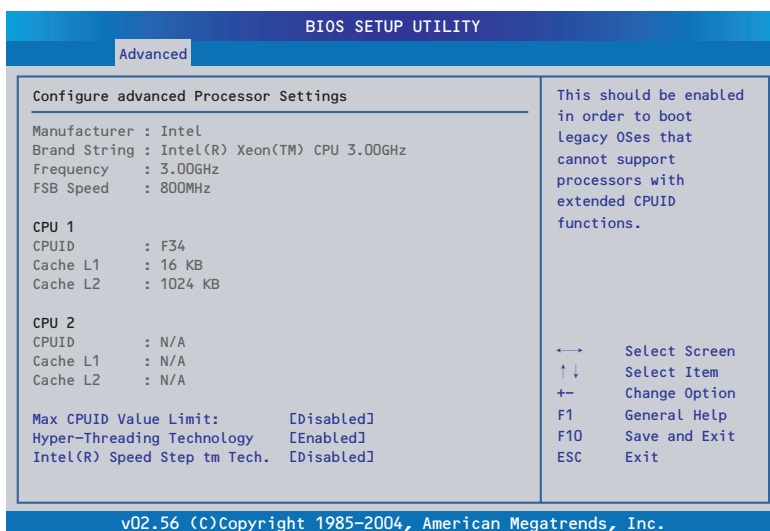 BIOS SETUP UTILITY
Advanced
Configure advanced Processor Settings
Manufacturer : Intel
Brand String : Intel(R) Xeon(TM) CPU 3.00GHz
Frequency : 3.00GHz
FSB Speed : 800MHz
CPU 1
CPUID : F34
Cache L1 : 16 KB
Cache L2 : 1024 KB
CPU 2
CPUID : N/A
Cache L1 : N/A
Cache L2 : N/A
Max CPUID Value Limit: [Disabled]
Hyper-Threading Technology [Enabled]
Intel(R) Speed Step tm Tech. [Disabled]
This should be enabled
in order to boot
legacy OSes that
cannot support
processors with
extended CPUID
functions.
←→ Select Screen
↑↓ Select Item
+- Change Option
F1 General Help
F10 Save and Exit
ESC Exit
v02.56 (C)Copyright 1985-2004, American Megatrends, Inc.